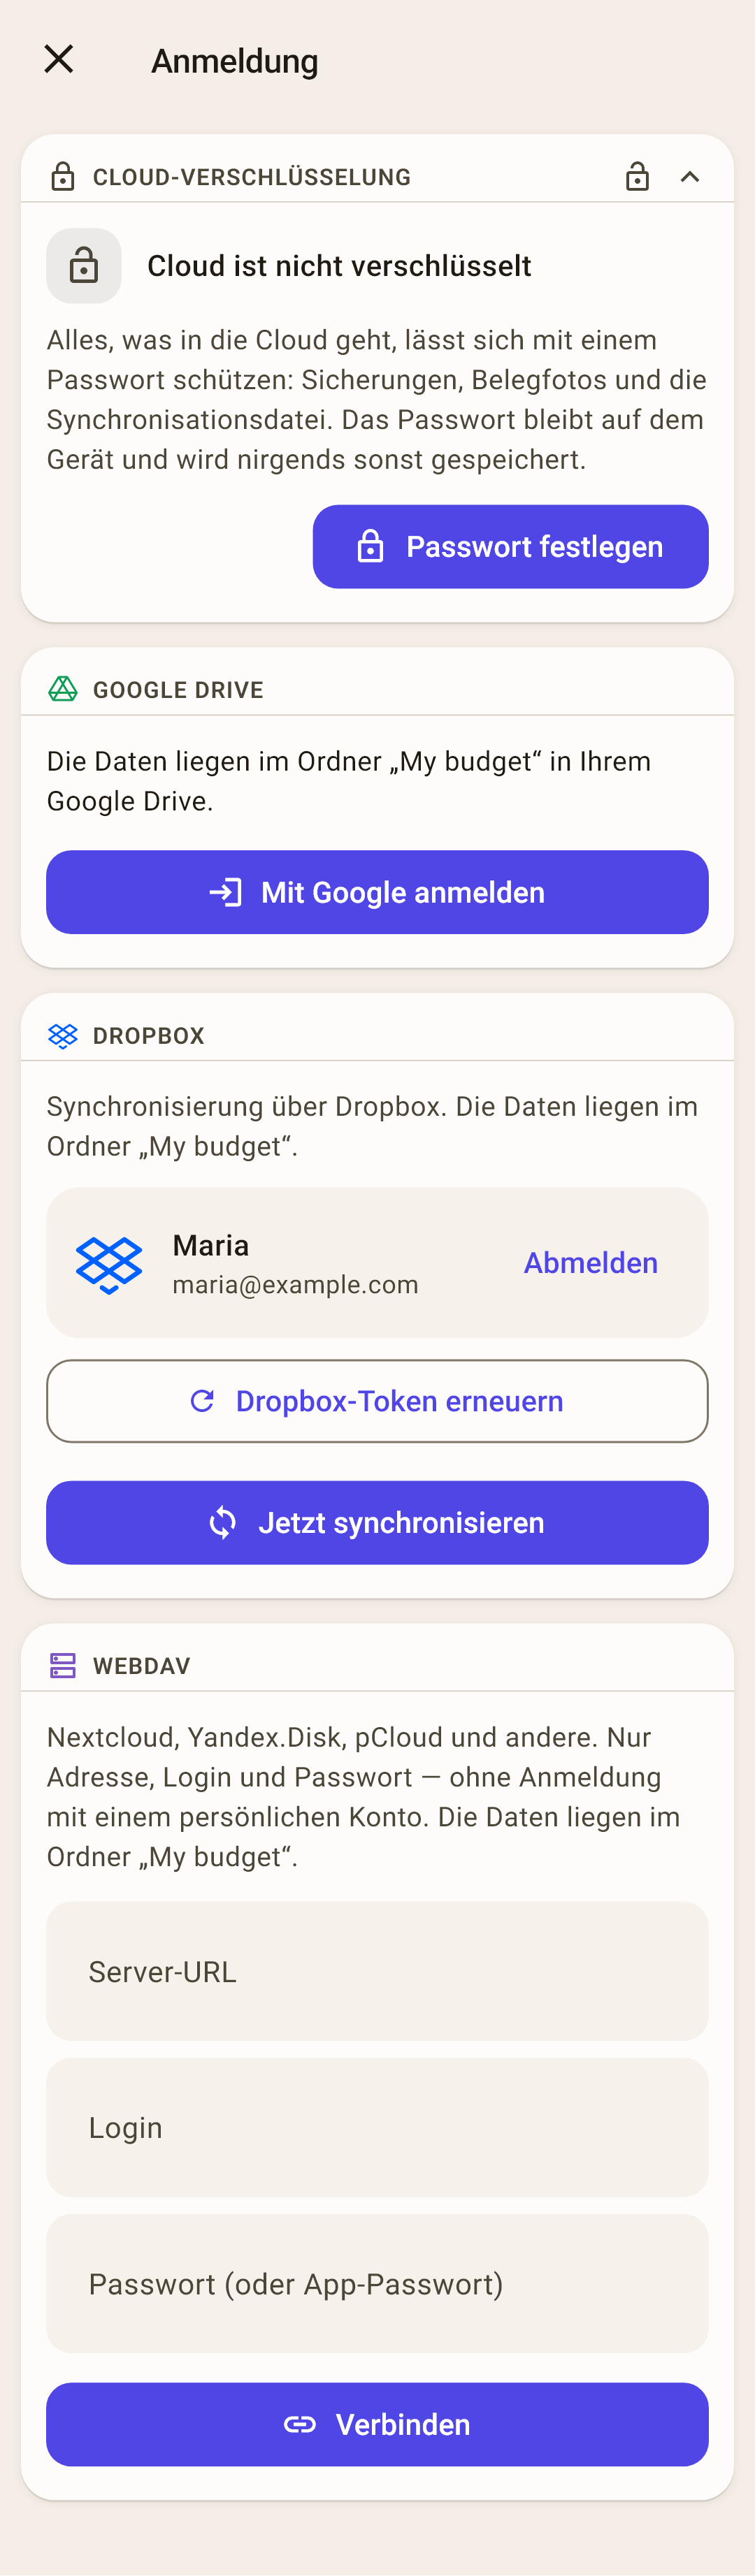 Anmeldung
CLOUD-VERSCHLÜSSELUNG
Cloud ist nicht verschlüsselt
Alles, was in die Cloud geht, lässt sich mit einem
Passwort schützen: Sicherungen, Belegfotos und die
Synchronisationsdatei. Das Passwort bleibt auf dem
Gerät und wird nirgends sonst gespeichert.
Passwort festlegen
GOOGLE DRIVE
Die Daten liegen im Ordner „My budget“ in Ihrem
Google Drive.
Mit Google anmelden
DROPBOX
Synchronisierung über Dropbox. Die Daten liegen im
Ordner „My budget“.
Maria
maria@example.com
Abmelden
Dropbox-Token erneuern
Jetzt synchronisieren
WEBDAV
Nextcloud, Yandex.Disk, pCloud und andere. Nur
Adresse, Login und Passwort — ohne Anmeldung
mit einem persönlichen Konto. Die Daten liegen im
Ordner „My budget“.
Server-URL
Login
Passwort (oder App-Passwort)
Verbinden